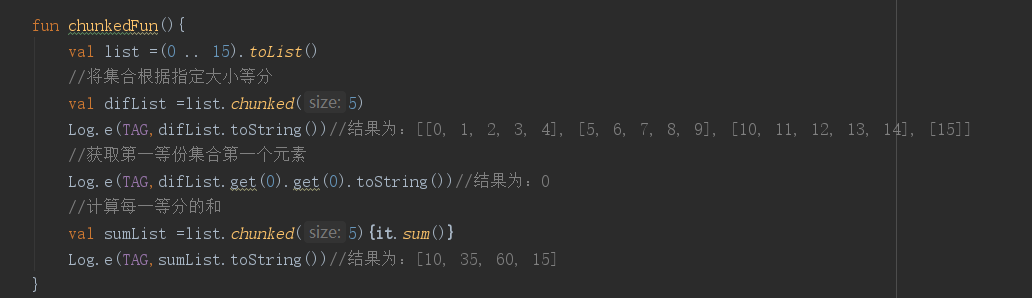 fun chunkedFun(){
val list =(0 .. 15).toList()
//将集合根据指定大小等分
val difList =list.chunked( size: 5)
Log.e(TAG,difList.toString())//结果为：[[0, 1, 2, 3, 4], [5, 6, 7, 8, 9], [10, 11, 12, 13, 14], [15]]
//获取第一等份集合第一个元素
Log.e(TAG,difList.get(0).get(0).toString())//结果为：0
//计算每一等分的和
val sumList =list.chunked( size: 5){it.sum()}
Log.e(TAG,sumList.toString())//结果为：[10, 35, 60, 15]
}